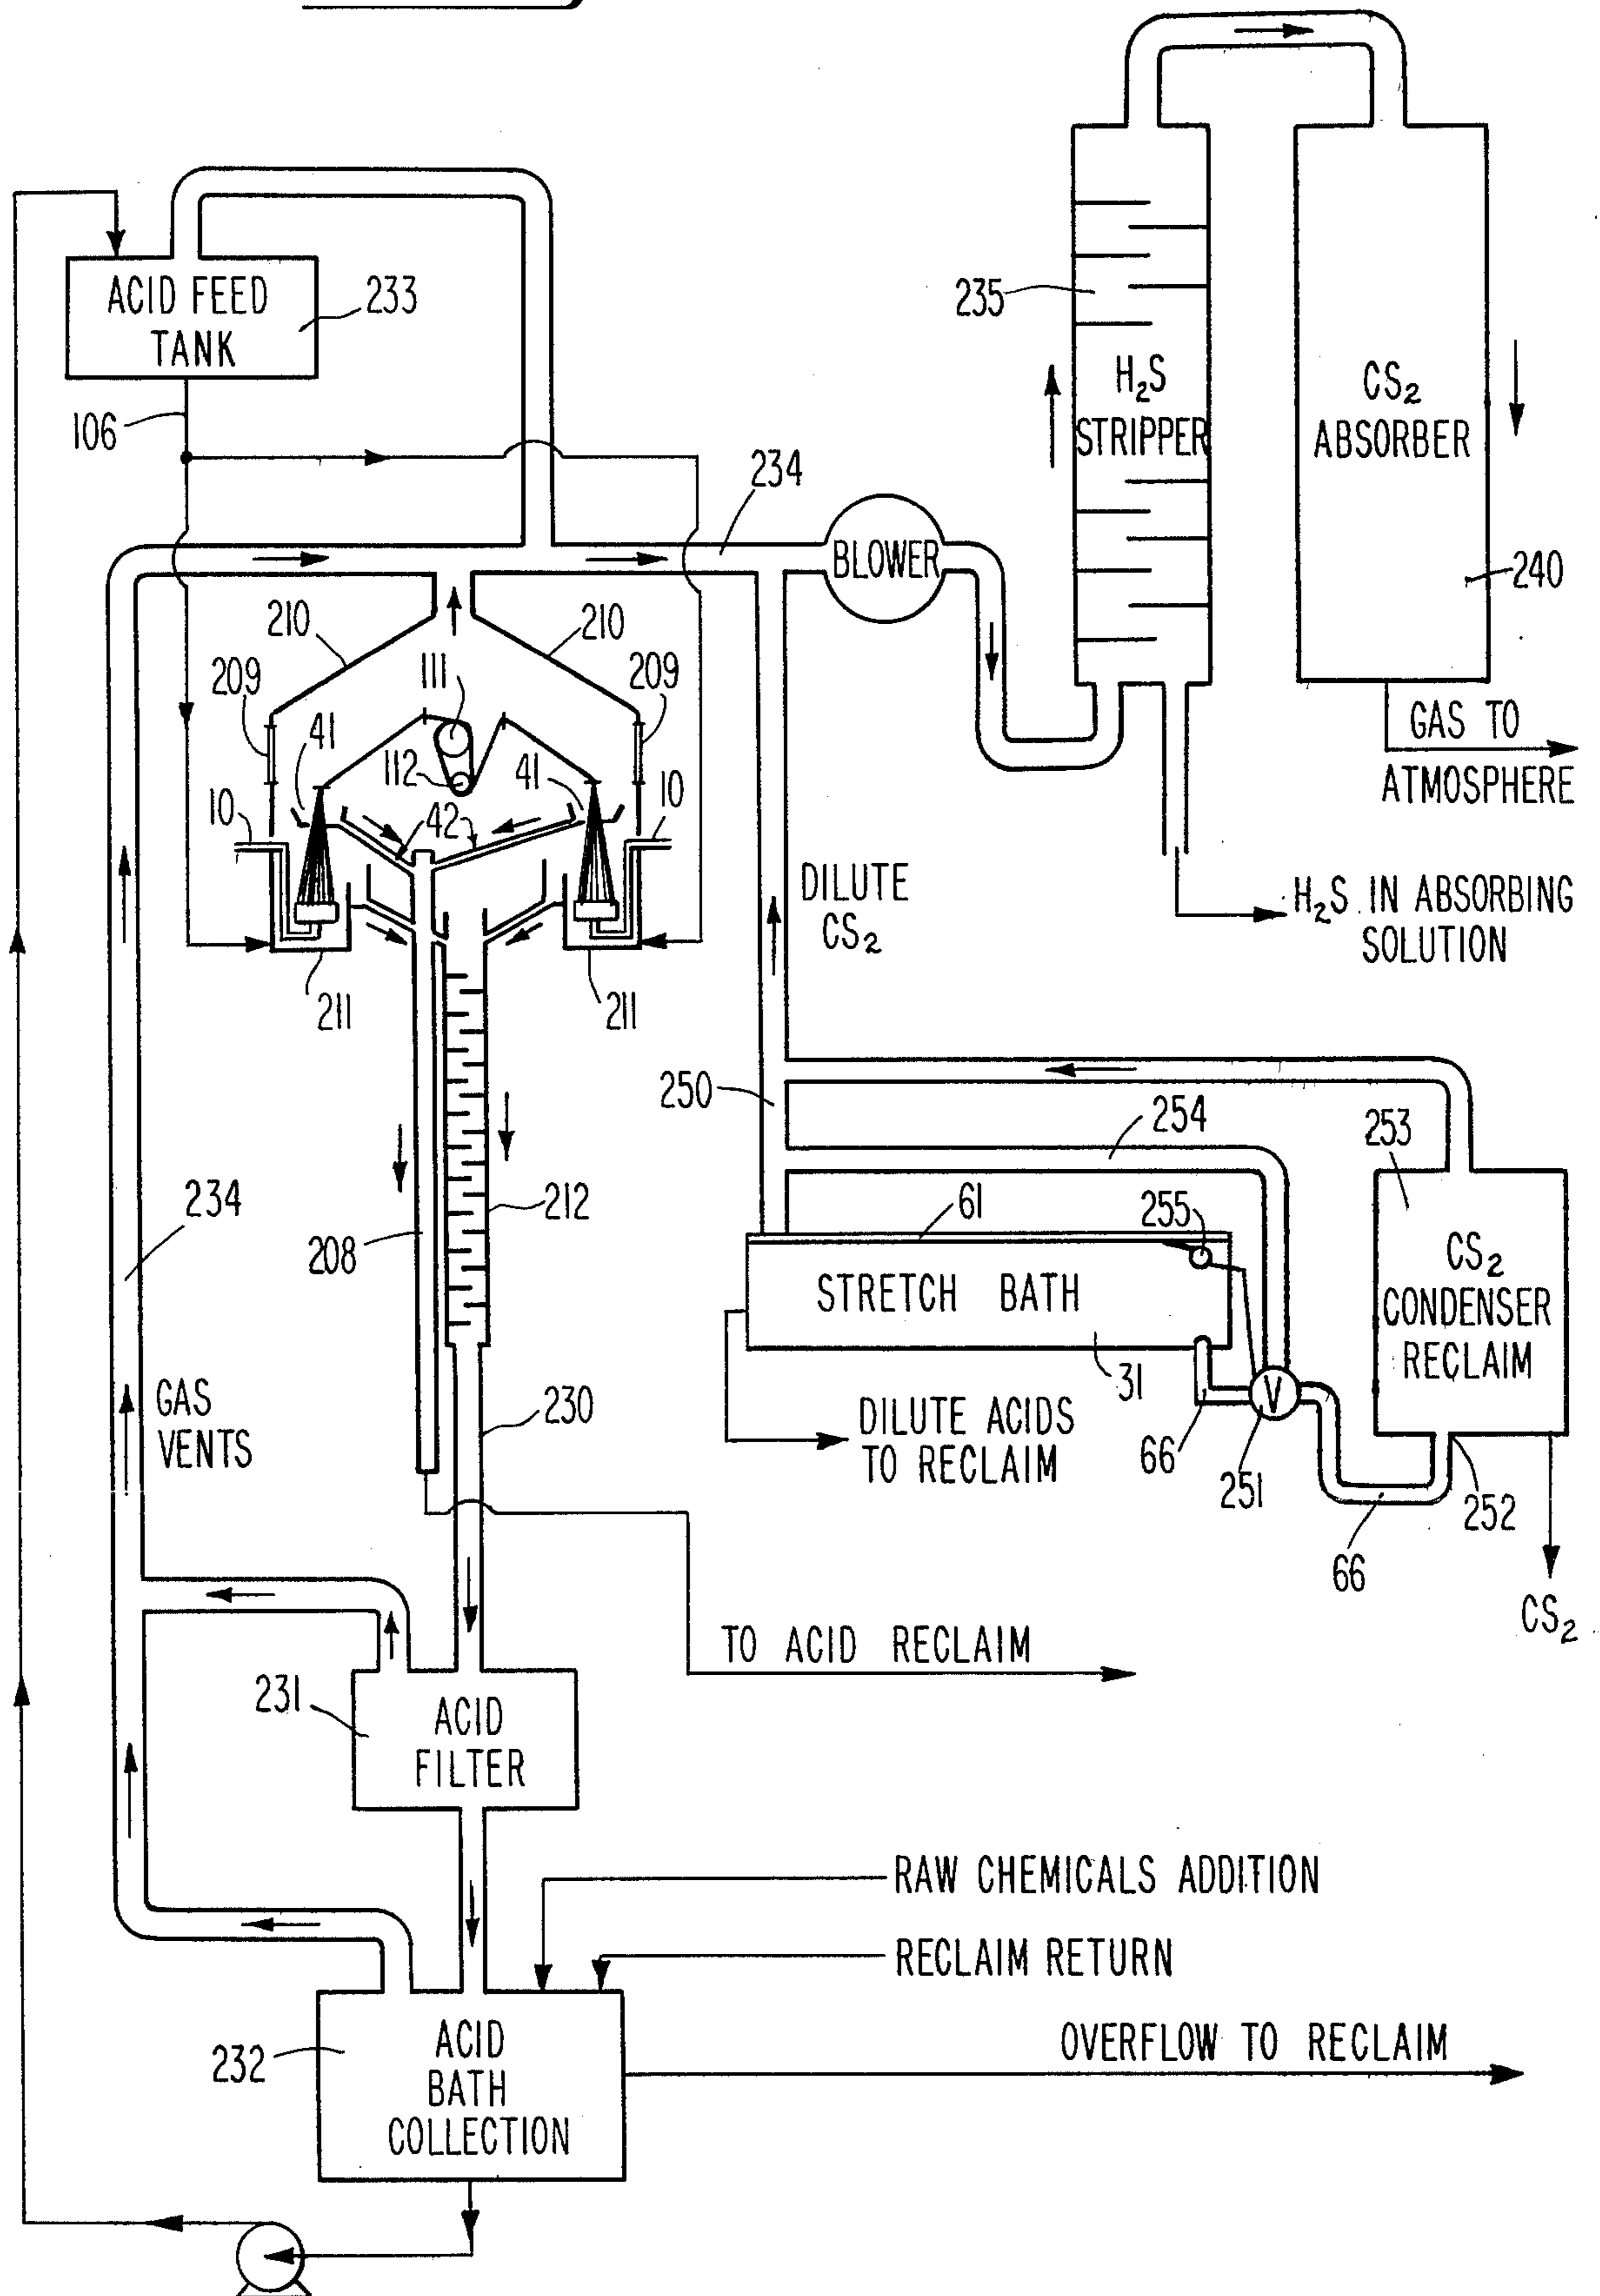 ACID FEED
TANK
233
106
235
H₂S
STRIPPER
CS₂
ABSORBER
240
234
BLOWER
210
210
209
111
209
41
112
41
10
42
10
211
211
GAS TO
ATMOSPHERE
DILUTE
CS₂
H₂S IN ABSORBING
SOLUTION
250
254
253
234
212
208
61
255
STRETCH BATH
CS₂
CONDENSER
RECLAIM
31
GAS
VENTS
230
DILUTE ACIDS
TO RECLAIM
66
V
251
252
66
CS₂
TO ACID RECLAIM
231
ACID
FILTER
RAW CHEMICALS ADDITION
RECLAIM RETURN
232
ACID
BATH
COLLECTION
OVERFLOW TO RECLAIM